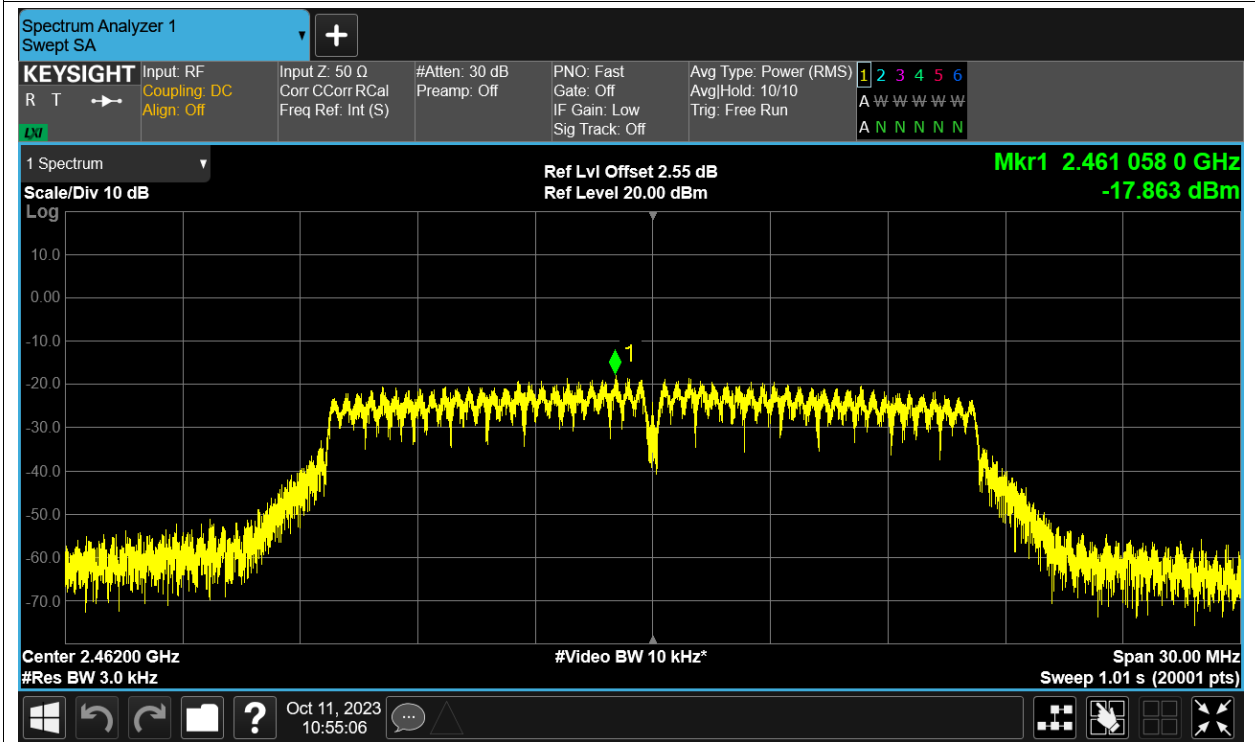 Spectrum Analyzer 1
Swept SA
+
KEYSIGHT
R T
LXI
Input: RF
Coupling: DC
Align: Off
Input Z: 50 Ω
Corr CCorr RCal
Freq Ref: Int (S)
#Atten: 30 dB
Preamp: Off
PNO: Fast
Gate: Off
IF Gain: Low
Sig Track: Off
Avg Type: Power (RMS)
Avg|Hold: 10/10
Trig: Free Run
1 2 3 4 5 6
A W W W W W
A N N N N N
1 Spectrum
Scale/Div 10 dB
Ref Lvl Offset 2.55 dB
Ref Level 20.00 dBm
Mkr1 2.461 058 0 GHz
-17.863 dBm
Log
10.0
0.00
-10.0
-20.0
-30.0
-40.0
-50.0
-60.0
-70.0
1
Center 2.46200 GHz
#Res BW 3.0 kHz
#Video BW 10 kHz*
Span 30.00 MHz
Sweep 1.01 s (20001 pts)
?
Oct 11, 2023
10:55:06